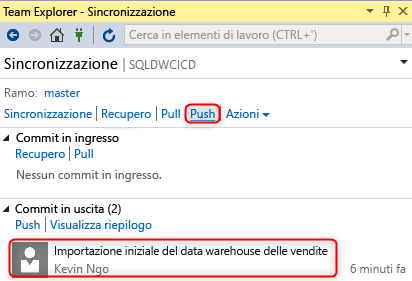 Team Explorer - Sincronizzazione
Cerca in elementi di lavoro (CTRL+')
Sincronizzazione | SQLDWCICD
Ramo: master
Sincronizzazione | Recupero | Pull | Push | Azioni
Commit in ingresso
Recupero | Pull
Nessun commit in ingresso.
Commit in uscita (2)
Push | Visualizza riepilogo
Importazione iniziale del data warehouse delle vendite
Kevin Ngo 6 minuti fa